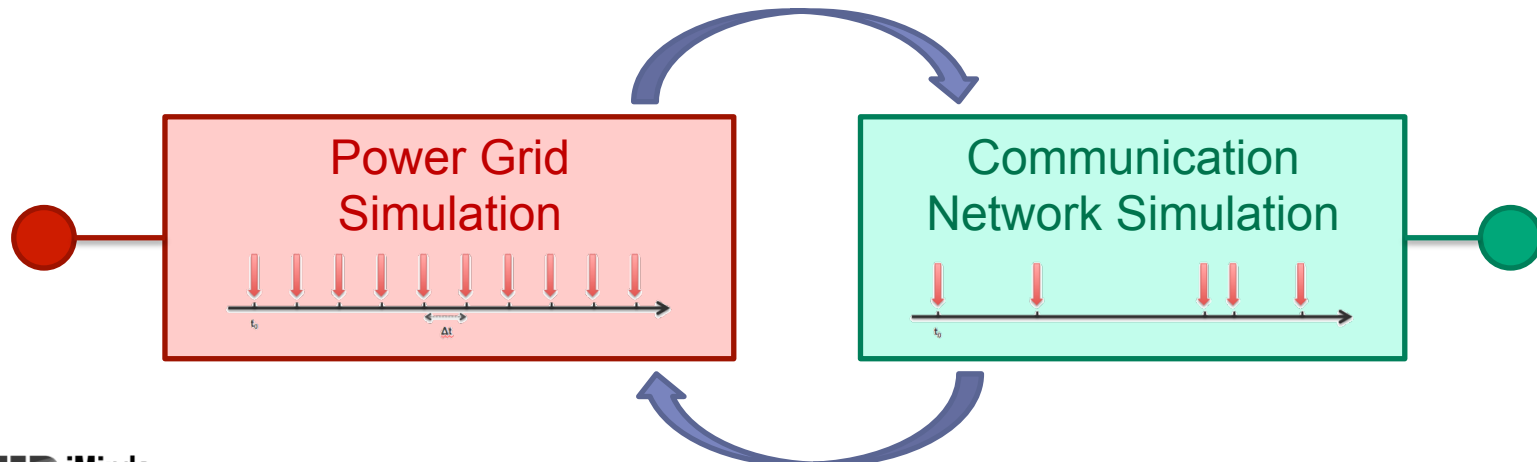 Power Grid
Simulation
t₀
Δt
Communication
Network Simulation
t₀